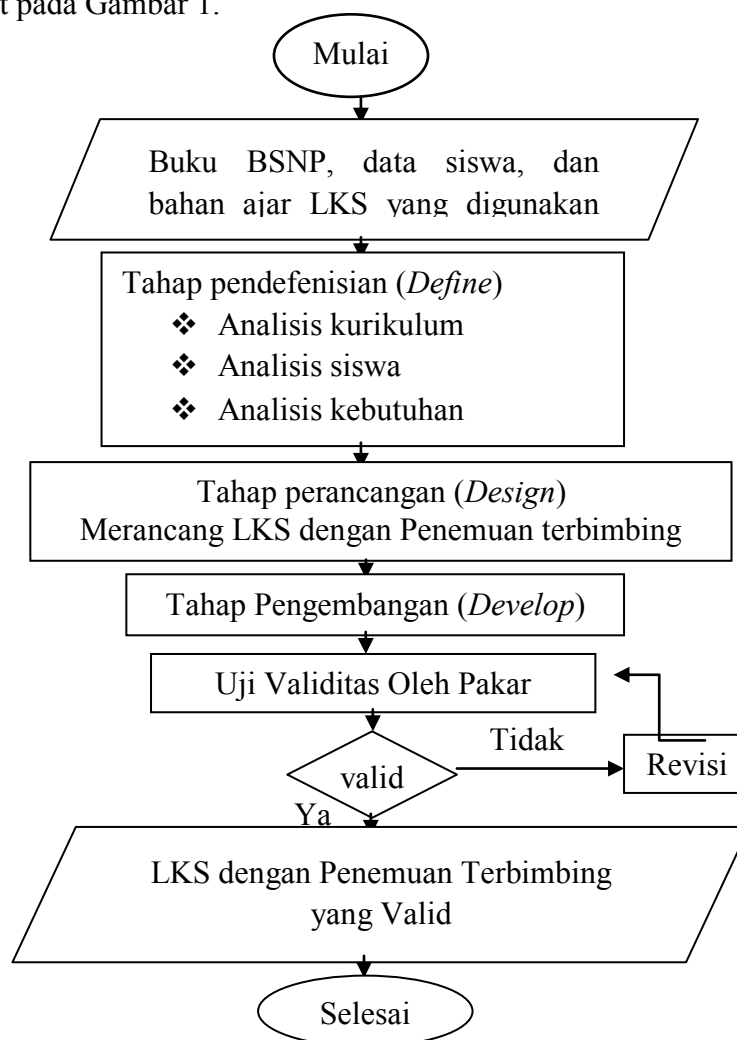 t pada Gambar 1.
Mulai
Buku BSNP, data siswa, dan
bahan ajar LKS yang digunakan
Tahap pendefenisian (Define)
❖ Analisis kurikulum
❖ Analisis siswa
❖ Analisis kebutuhan
Tahap perancangan (Design)
Merancang LKS dengan Penemuan terbimbing
Tahap Pengembangan (Develop)
Uji Validitas Oleh Pakar
valid
Tidak
Revisi
Ya
LKS dengan Penemuan Terbimbing
yang Valid
Selesai